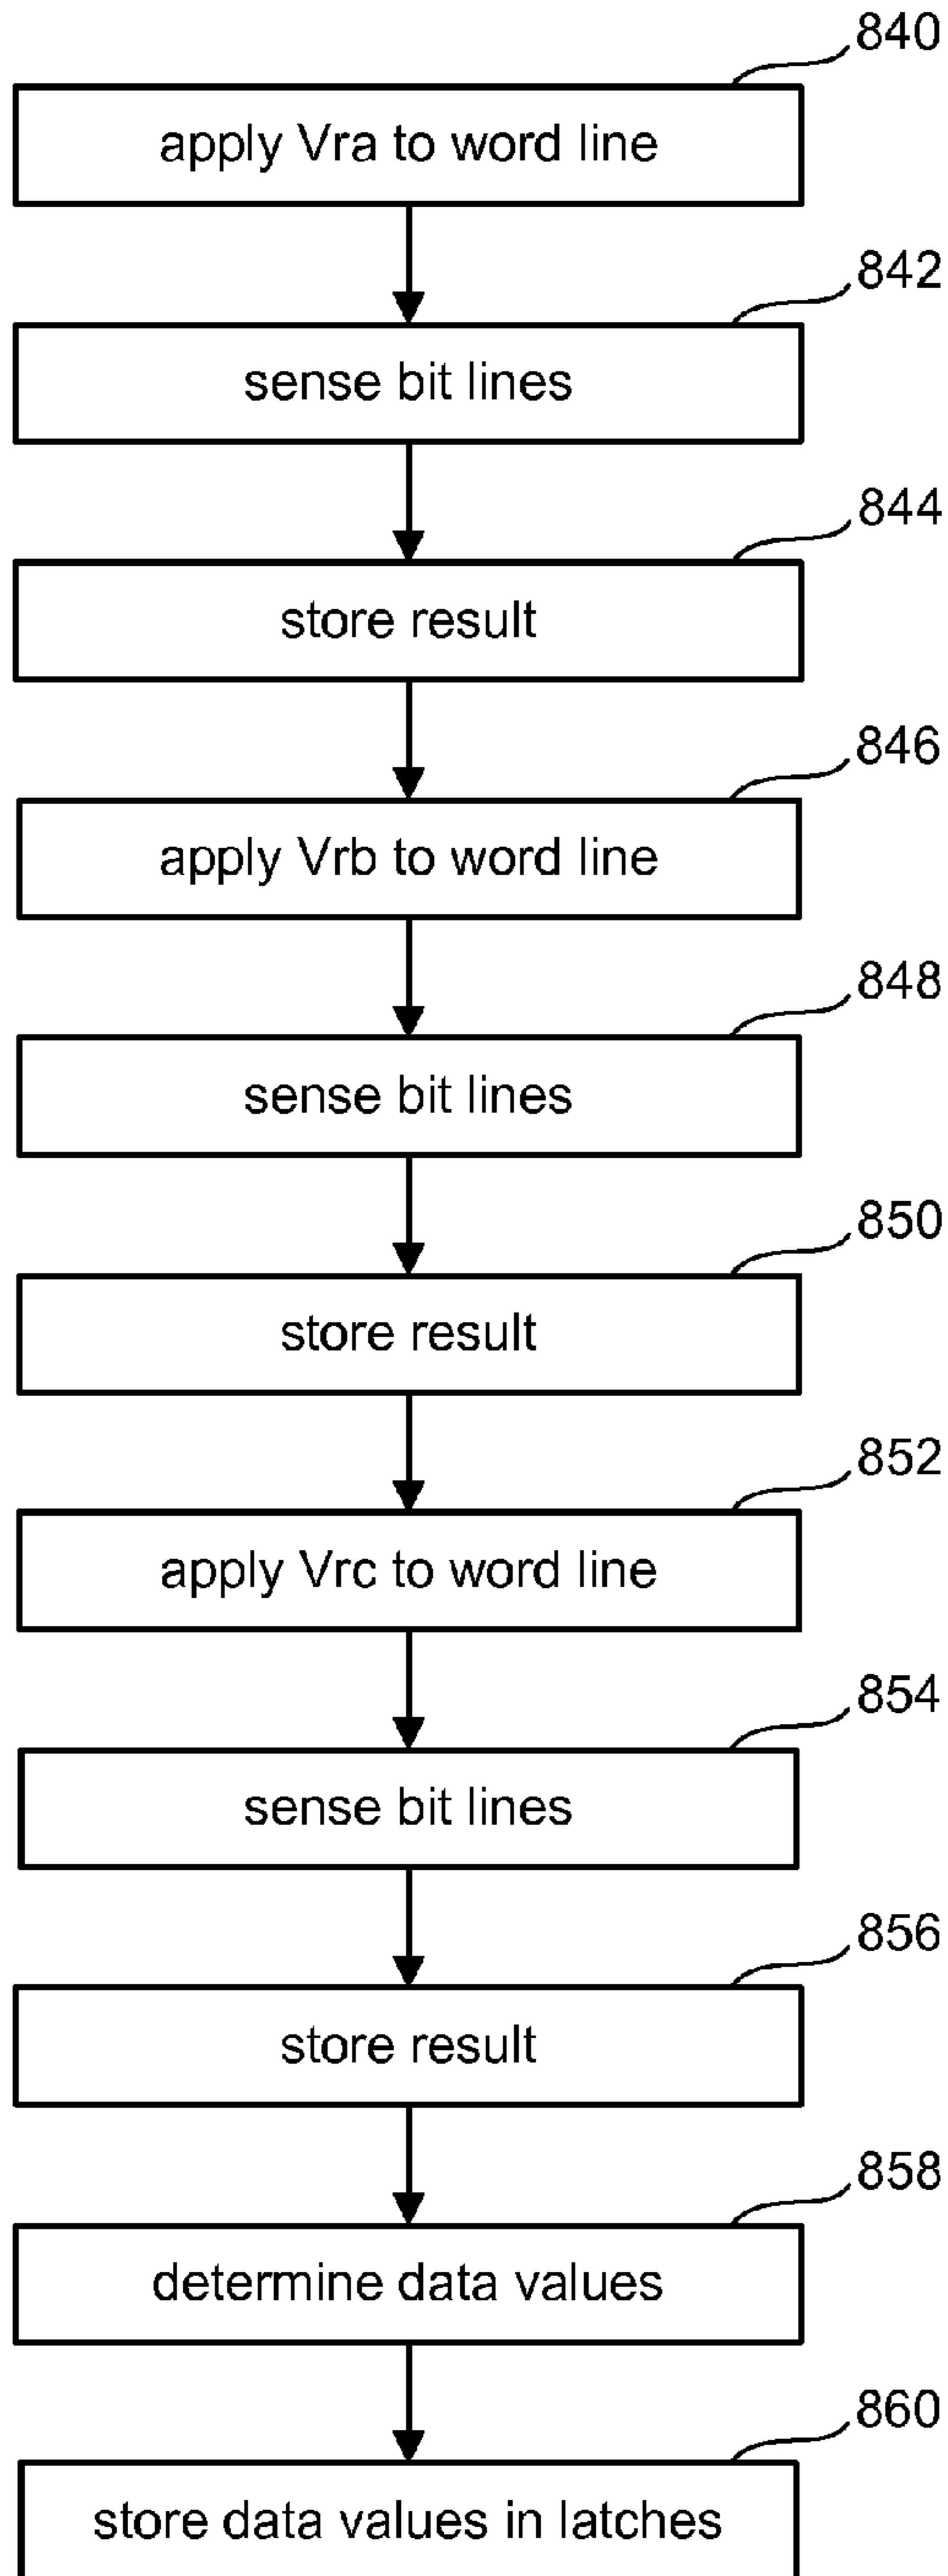 840
apply Vra to word line
842
sense bit lines
844
store result
846
apply Vrb to word line
848
sense bit lines
850
store result
852
apply Vrc to word line
854
sense bit lines
856
store result
858
determine data values
860
store data values in latches